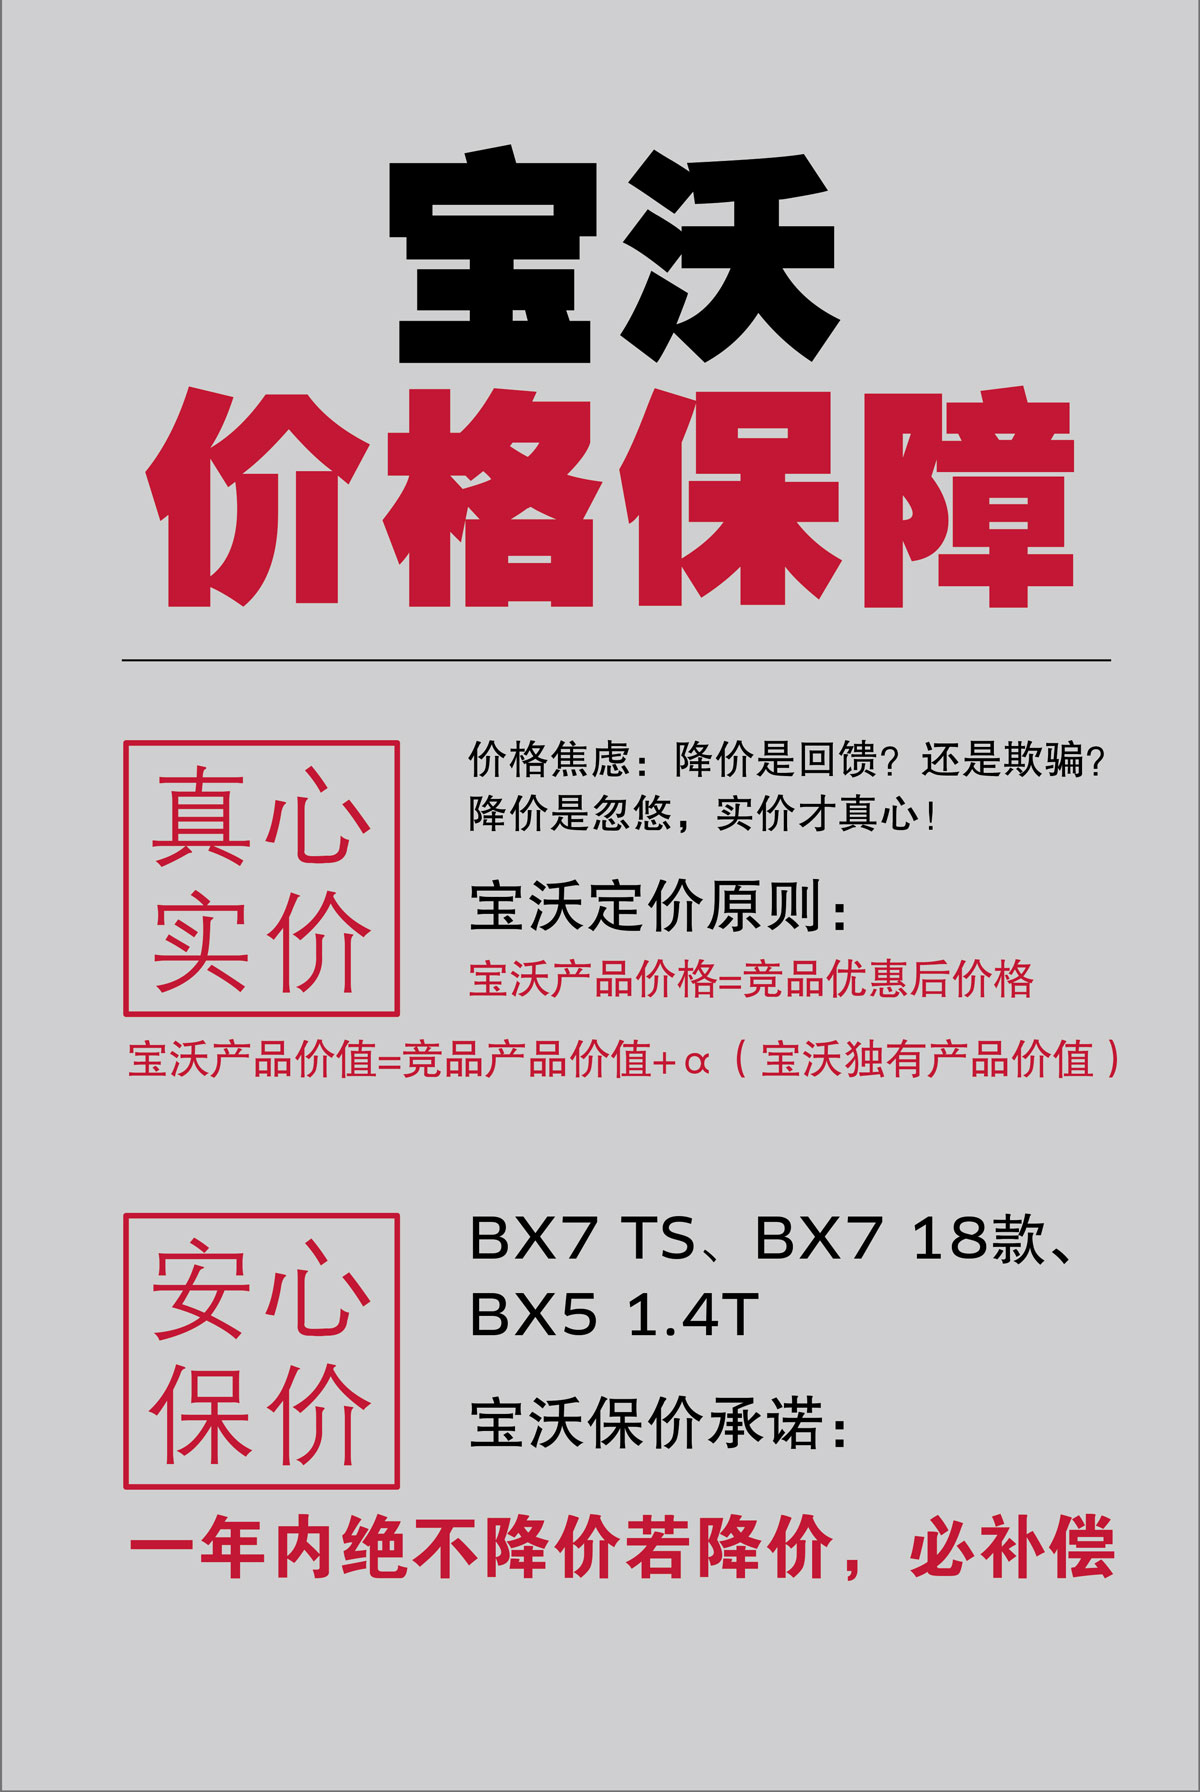 宝沃
价格保障
真心
实价
价格焦虑：降价是回馈？还是欺骗？
降价是忽悠，实价才真心！
宝沃定价原则：
宝沃产品价格=竞品优惠后价格
宝沃产品价值=竞品产品价值+α（宝沃独有产品价值）
安心
保价
BX7 TS、BX7 18款、
BX5 1.4T
宝沃保价承诺：
一年内绝不降价若降价，必补偿